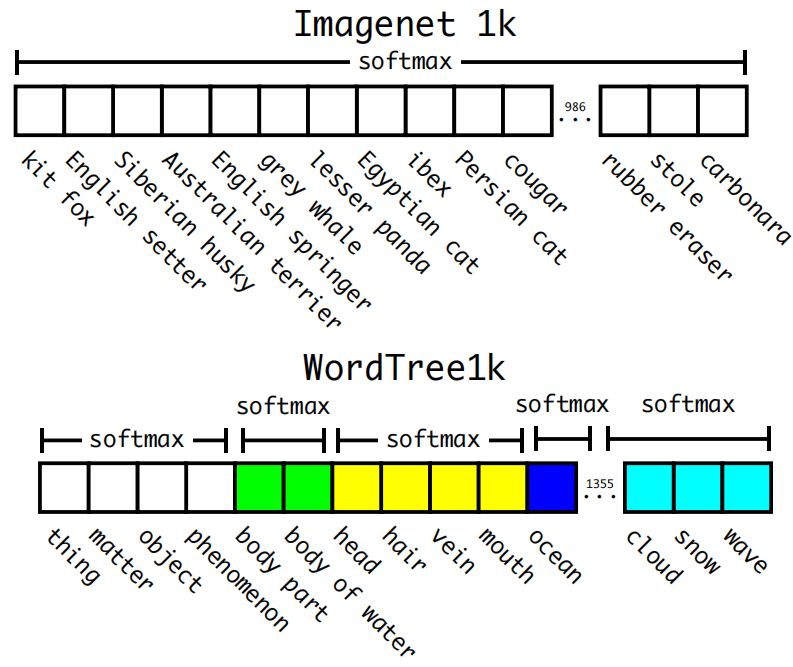 Imagenet 1k
softmax
986
...
kit fox
English setter
Siberian husky
Australian terrier
English springer
grey whale
lesser panda
Egyptian cat
ibex
Persian cat
cougar
rubber eraser
stole
carbonara
WordTree1k
softmax
softmax
softmax
softmax
softmax
1355
...
thing
matter
object
phenomenon
body part
body of water
head
hair
vein
mouth
ocean
cloud
snow
wave